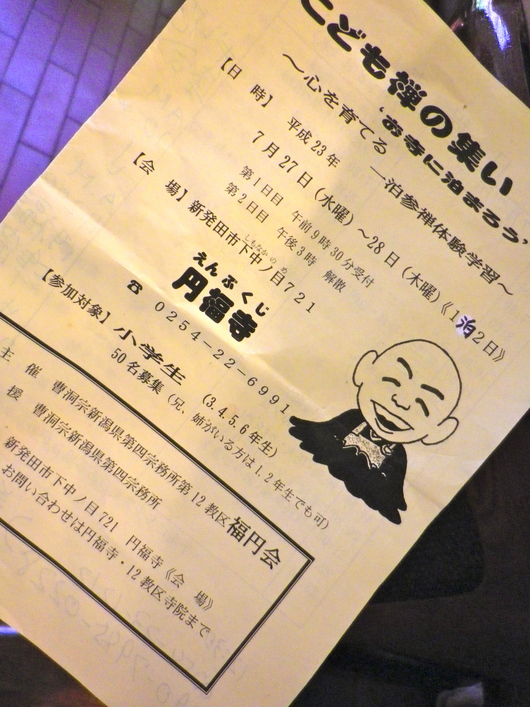 こども禅の集い
‘お寺に泊まろう’
～心を育てる 一泊参禅体験学習～
【日 時】 平成23年
7月27日（水曜）～28日（木曜）《1泊2日》
第1日目 午前9時30分受付
第2日目 午後3時 解散
【会 場】新発田市下中ノ目721
しもなかのめ
えんふくじ
円福寺
☎ 0254-22-6991
【参加対象】小学生 （3,4,5,6年生）
50名募集（兄、姉がいる方は1,2年生でも可）
主 催 曹洞宗新潟県第四宗務所第12教区福円会
援 曹洞宗新潟県第四宗務所
新発田市下中ノ目721 円福寺《会 場》
お問い合わせは円福寺・12教区寺院まで